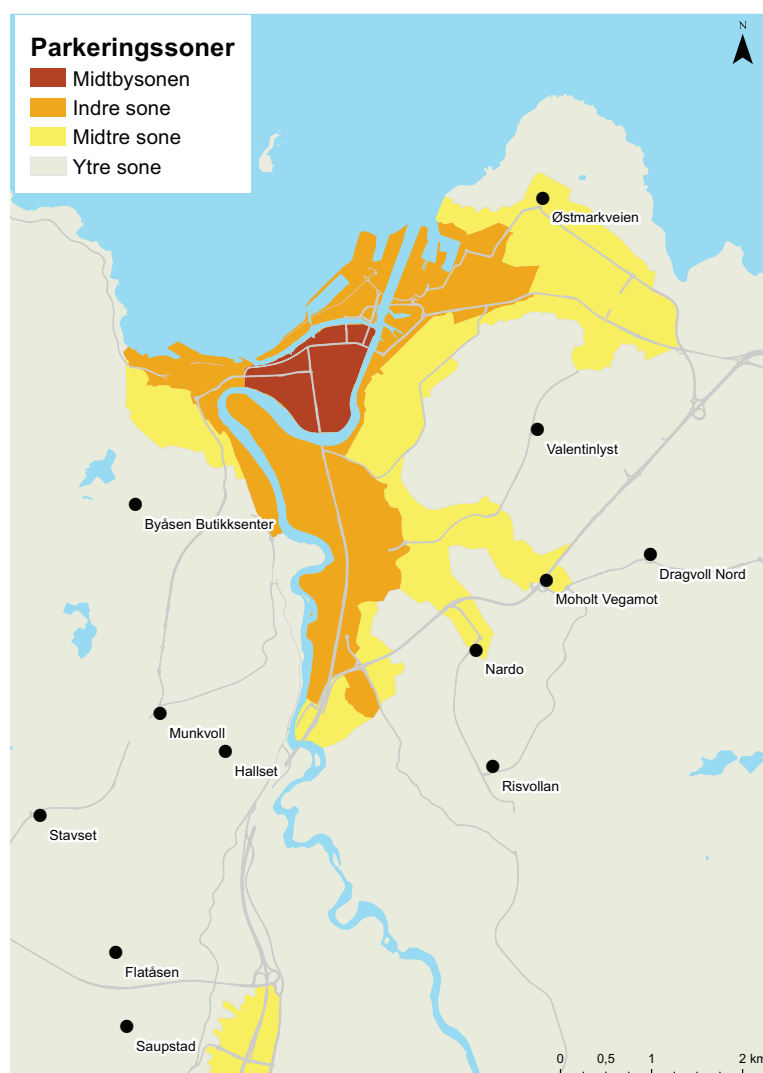 Parkeringssoner
Midtbysonen
Indre sone
Midtre sone
Ytre sone
N
Østmarkveien
Valentinlyst
Byåsen Butikksenter
Dragvoll Nord
Moholt Vegamot
Nardo
Munkvoll
Hallset
Risvollan
Stavset
Flatåsen
Saupstad
0 0,5 1 2 km